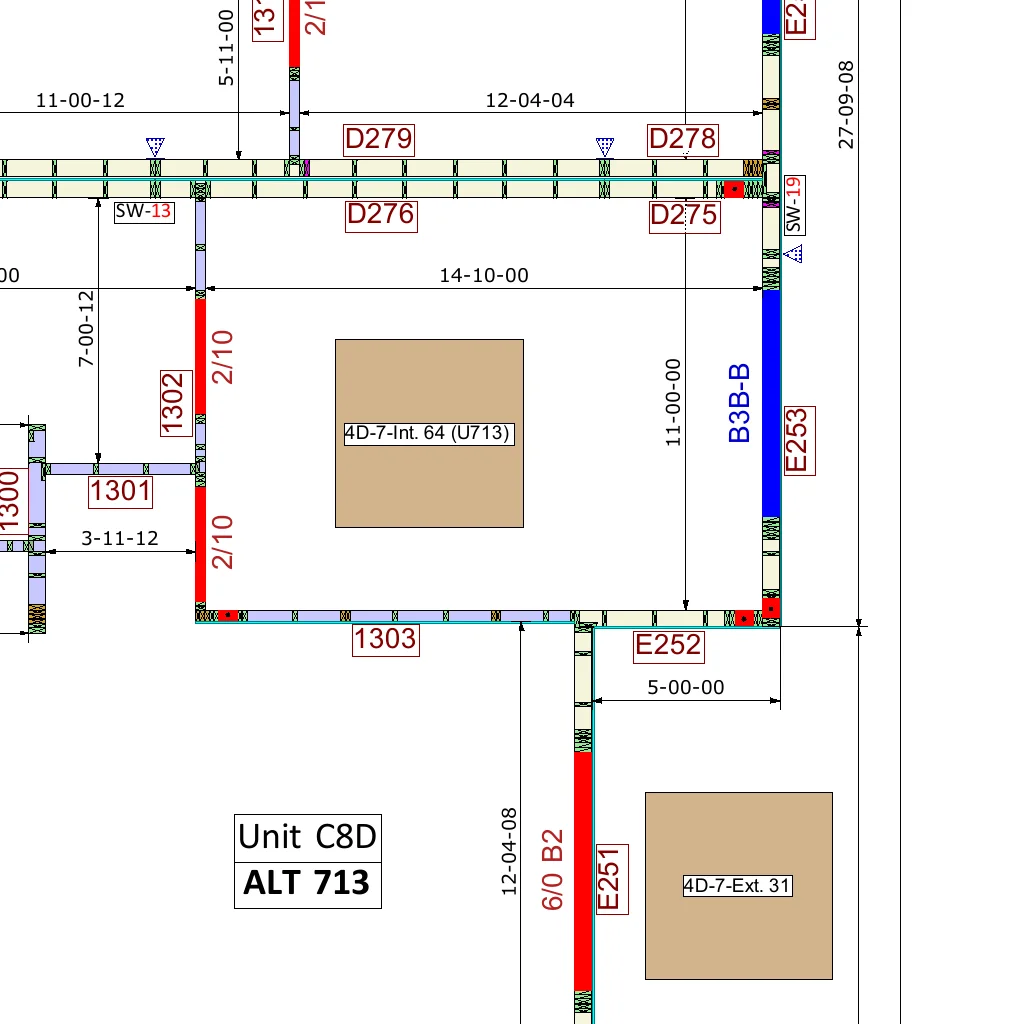 5-11-00
2/1
11-00-12
12-04-04
27-09-08
D279
D278
SW-13
D276
D275
SW-19
00
14-10-00
7-00-12
2/10
1302
11-00-00
B3B-B
E253
4D-7-Int. 64 (U713)
1300
1301
3-11-12
2/10
1303
E252
5-00-00
12-04-08
6/0 B2
E251
Unit C8D
ALT 713
4D-7-Ext. 31